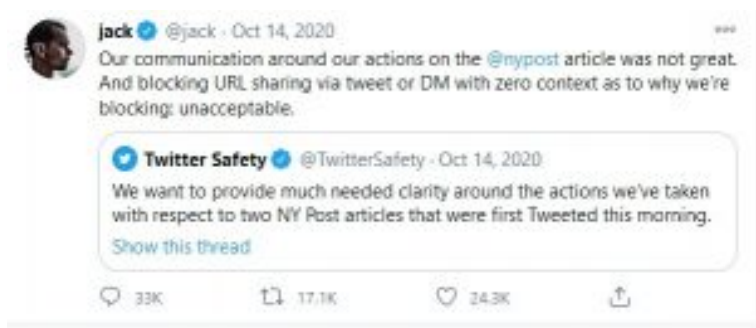 jack @jack · Oct 14, 2020
Our communication around our actions on the @nypost article was not great.
And blocking URL sharing via tweet or DM with zero context as to why we're
blocking: unacceptable.
Twitter Safety @TwitterSafety · Oct 14, 2020
We want to provide much needed clarity around the actions we've taken
with respect to two NY Post articles that were first Tweeted this morning.
Show this thread
33K 17.1K 24.3K